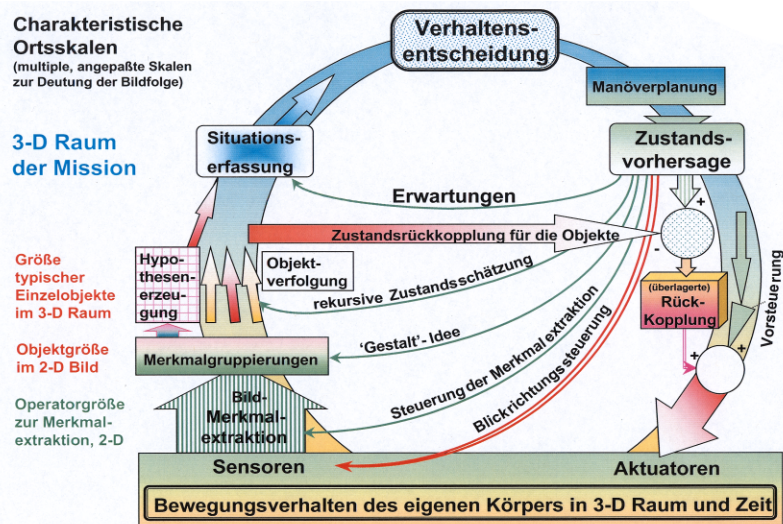 Charakteristische
Ortsskalen
(multiple, angepaßte Skalen
zur Deutung der Bildfolge)
Verhaltens-
entscheidung
Manöverplanung
3-D Raum
der Mission
Situations-
erfassung
Zustands-
vorhersage
Erwartungen
+
Zustandsrückkopplung für die Objekte
-
Größe
typischer
Einzelobjekte
im 3-D Raum
Hypo-
thesen-
erzeu-
gung
Objekt-
verfolgung
rekursive Zustandsschätzung
(überlagerte)
Rück-
Kopplung
Vorsteuerung
Objektgröße
im 2-D Bild
Merkmalgruppierungen
'Gestalt'- Idee
+
+
Operatorgröße
zur Merkmal-
extraktion, 2-D
Bild-
Merkmal-
extraktion
Steuerung der Merkmalextraktion
Blickrichtungssteuerung
Sensoren
Aktuatoren
Bewegungsverhalten des eigenen Körpers in 3-D Raum und Zeit